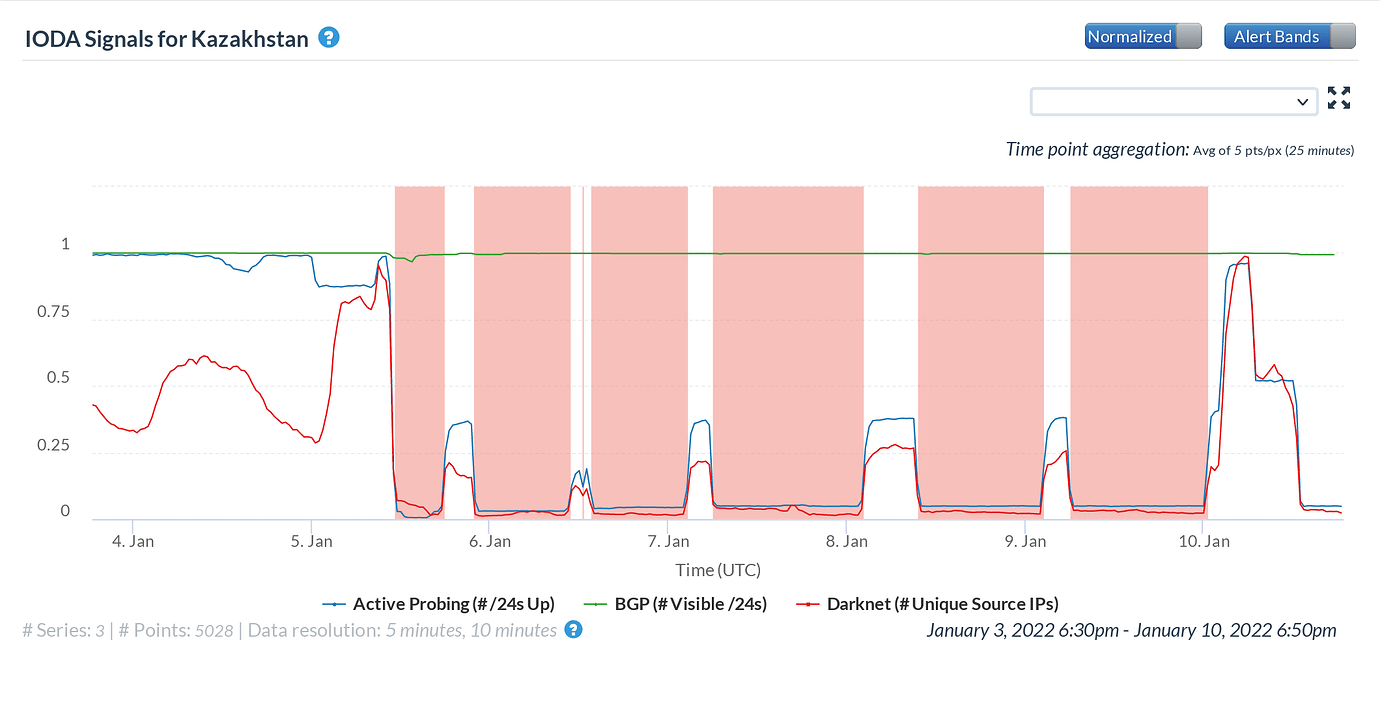 IODA Signals for Kazakhstan ?
Normalized
Alert Bands
Time point aggregation: Avg of 5 pts/px (25 minutes)
1
0.75
0.5
0.25
0
4. Jan 5. Jan 6. Jan 7. Jan 8. Jan 9. Jan 10. Jan
Time (UTC)
Active Probing (# /24s Up) BGP (# Visible /24s) Darknet (# Unique Source IPs)
# Series: 3 | # Points: 5028 | Data resolution: 5 minutes, 10 minutes ?
January 3, 2022 6:30pm - January 10, 2022 6:50pm